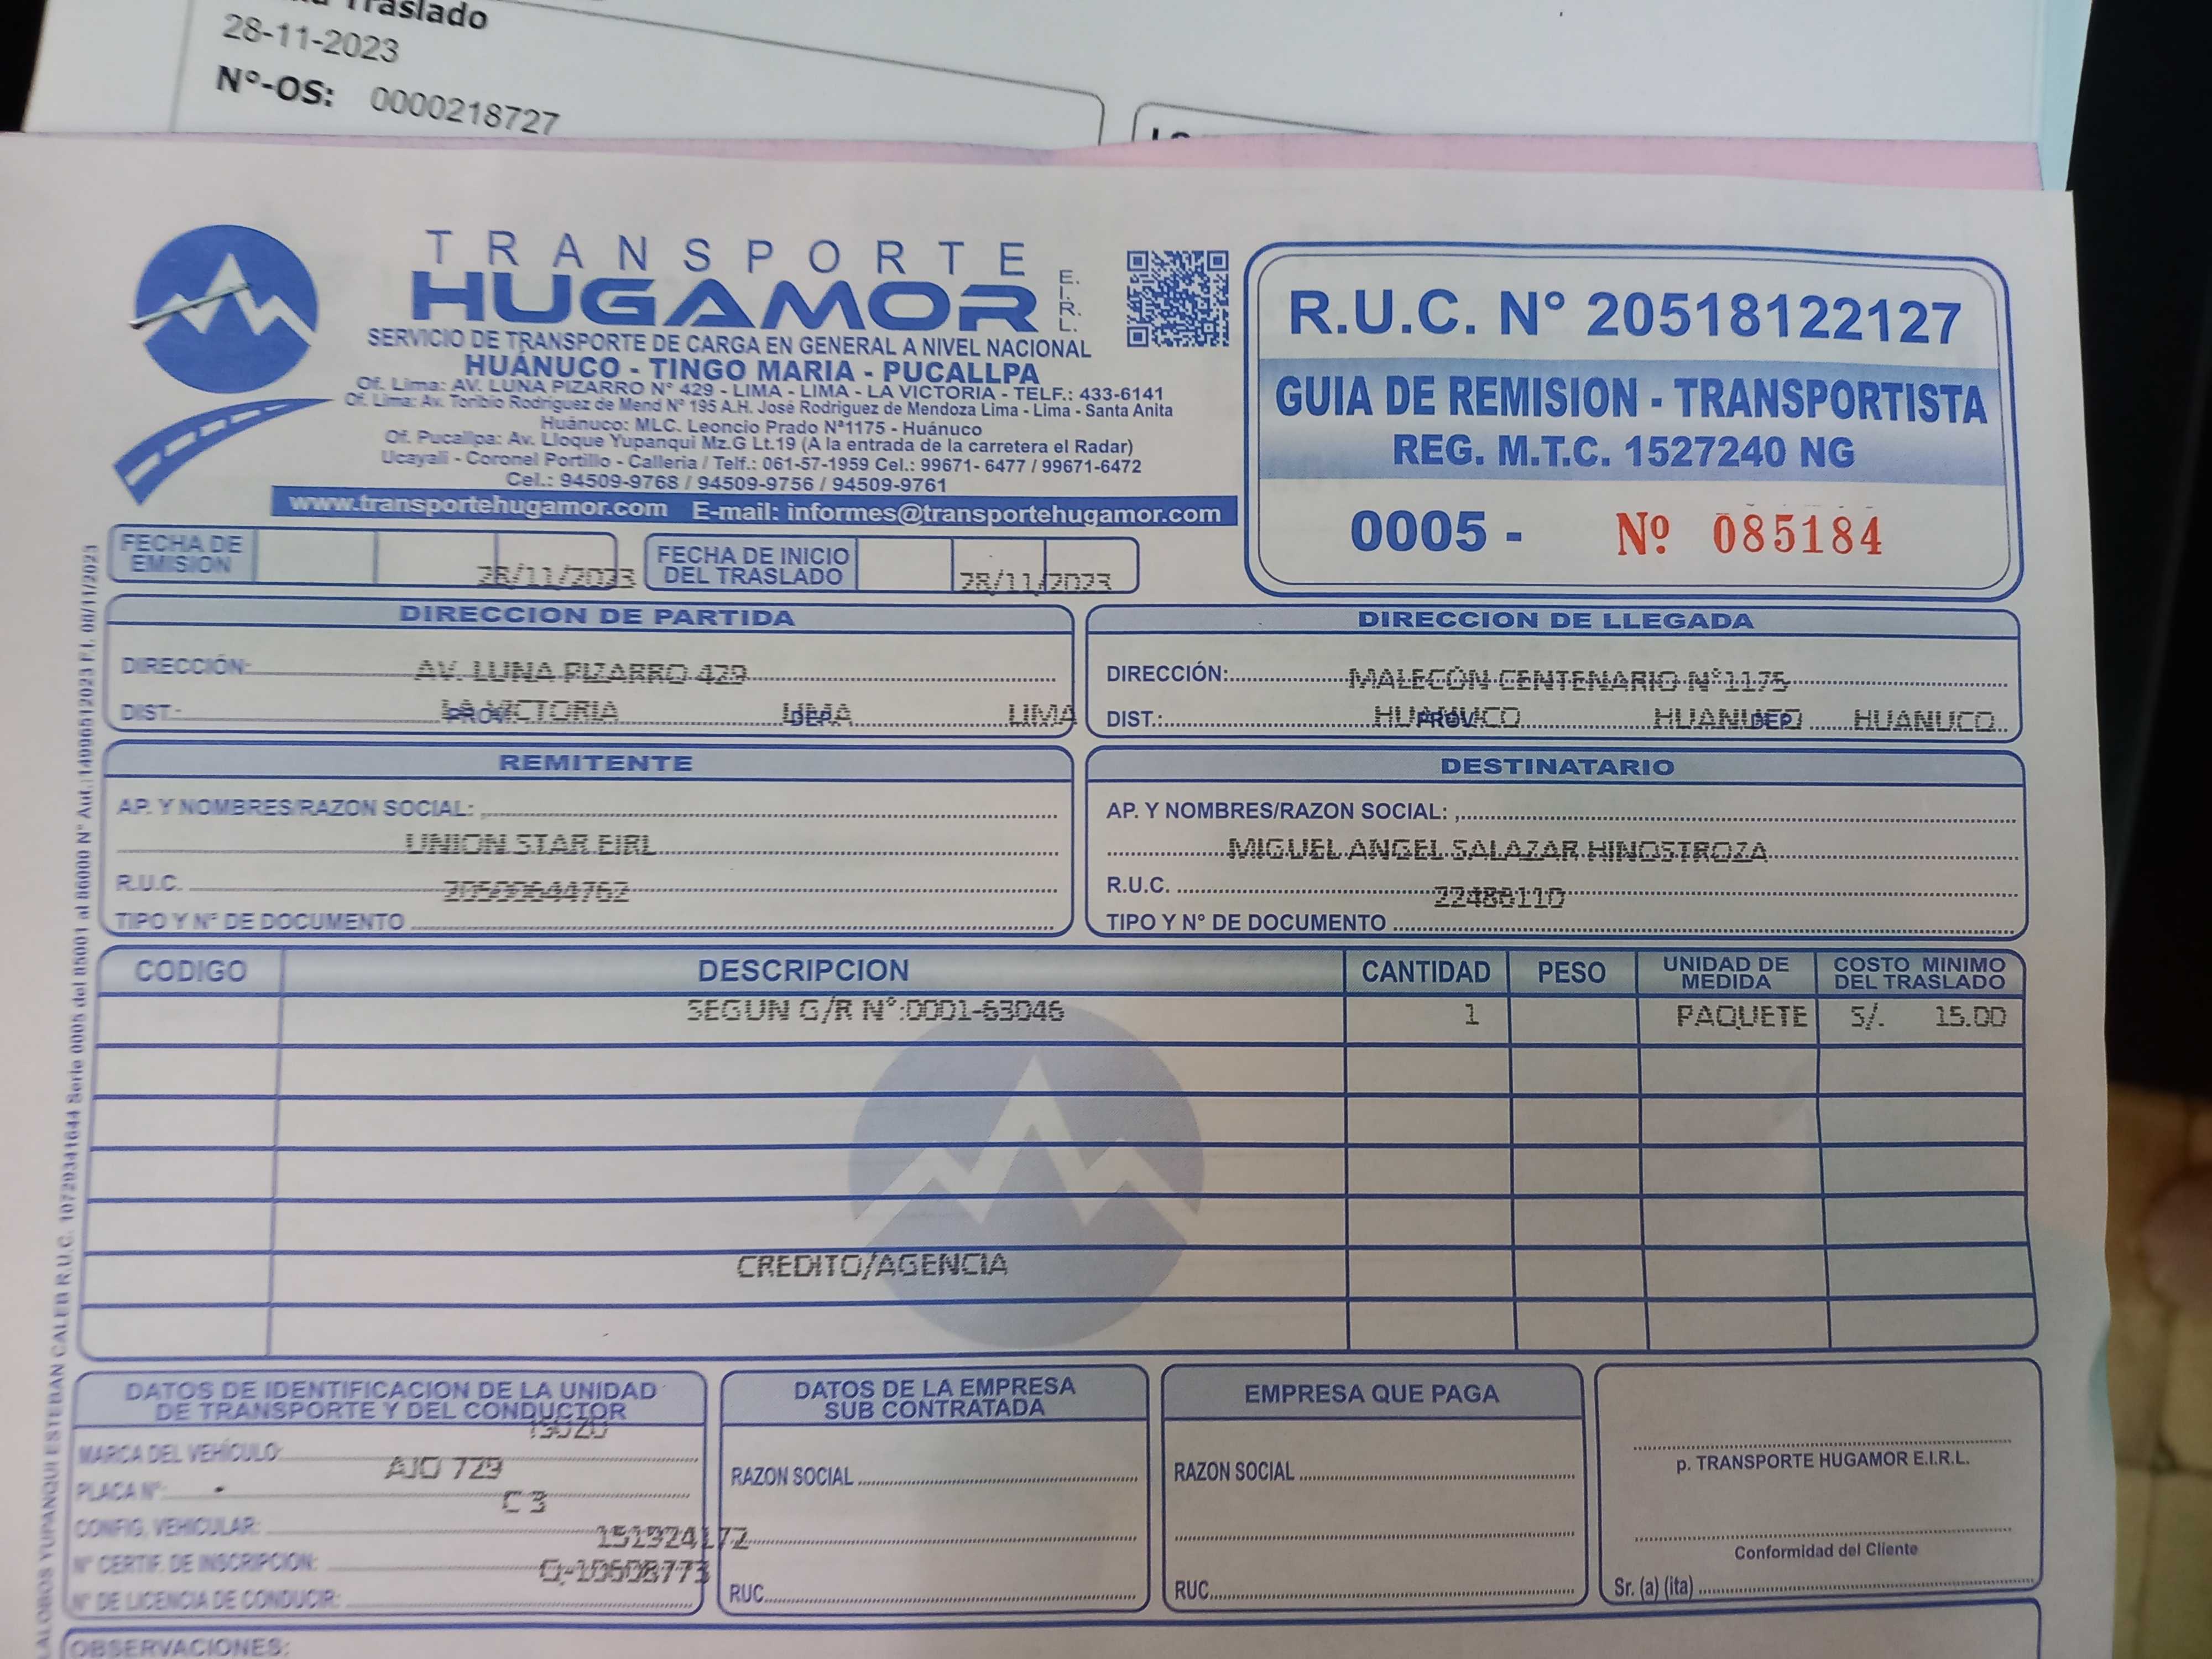 Traslado
28-11-2023
N°-OS: 0000218727
TRANSPORTE
HUGAMOR E.I.R.L.
SERVICIO DE TRANSPORTE DE CARGA EN GENERAL A NIVEL NACIONAL
HUÁNUCO - TINGO MARIA - PUCALLPA
Of. Lima: AV. LUNA PIZARRO N° 429 - LIMA - LIMA - LA VICTORIA - TELF.: 433-6141
Of. Lima: Av. Toribio Rodriguez de Mend N° 195 A.H. José Rodriguez de Mendoza Lima - Lima - Santa Anita
Huánuco: MLC. Leoncio Prado N°1175 - Huánuco
Of. Pucallpa: Av. Lloque Yupanqui Mz.G Lt.19 (A la entrada de la carretera el Radar)
Ucayali - Coronel Portillo - Calleria / Telf.: 061-57-1959 Cel.: 99671- 6477 / 99671-6472
Cel.: 94509-9768 / 94509-9756 / 94509-9761
www.transportehugamor.com E-mail: informes@transportehugamor.com
R.U.C. N° 20518122127
GUIA DE REMISION - TRANSPORTISTA
REG. M.T.C. 1527240 NG
0005 - Nº 085184
FECHA DE EMISION 28/11/2023
FECHA DE INICIO DEL TRASLADO 28/11/2023
DIRECCION DE PARTIDA
DIRECCIÓN: AV. LUNA PIZARRO 429
DIST.: LA VICTORIA PROV. LIMA DEP. LIMA
DIRECCION DE LLEGADA
DIRECCIÓN: MALECÓN CENTENARIO N°1175
DIST.: HUANUCO PROV. HUANUCO DEP. HUANUCO
REMITENTE
AP. Y NOMBRES/RAZON SOCIAL:
UNION STAR EIRL
R.U.C.
TIPO Y N° DE DOCUMENTO
DESTINATARIO
AP. Y NOMBRES/RAZON SOCIAL:
MIGUEL ANGEL SALAZAR HINOSTROZA
R.U.C. 22486110
TIPO Y N° DE DOCUMENTO
CODIGO DESCRIPCION CANTIDAD PESO UNIDAD DE MEDIDA COSTO MINIMO DEL TRASLADO
SEGUN G/R N°:0001-63046 1 PAQUETE S/. 15.00
CREDITO/AGENCIA
DATOS DE IDENTIFICACION DE LA UNIDAD
DE TRANSPORTE Y DEL CONDUCTOR
MARCA DEL VEHÍCULO:
PLACA N°: AJO 729
CONFIG. VEHICULAR: C 3
N° CERTIF. DE INSCRIPCION: 151924172
N° DE LICENCIA DE CONDUCIR: Q-10608773
DATOS DE LA EMPRESA
SUB CONTRATADA
RAZON SOCIAL
RUC
EMPRESA QUE PAGA
RAZON SOCIAL
RUC
p. TRANSPORTE HUGAMOR E.I.R.L.
Conformidad del Cliente
Sr. (a) (ita)
OBSERVACIONES: